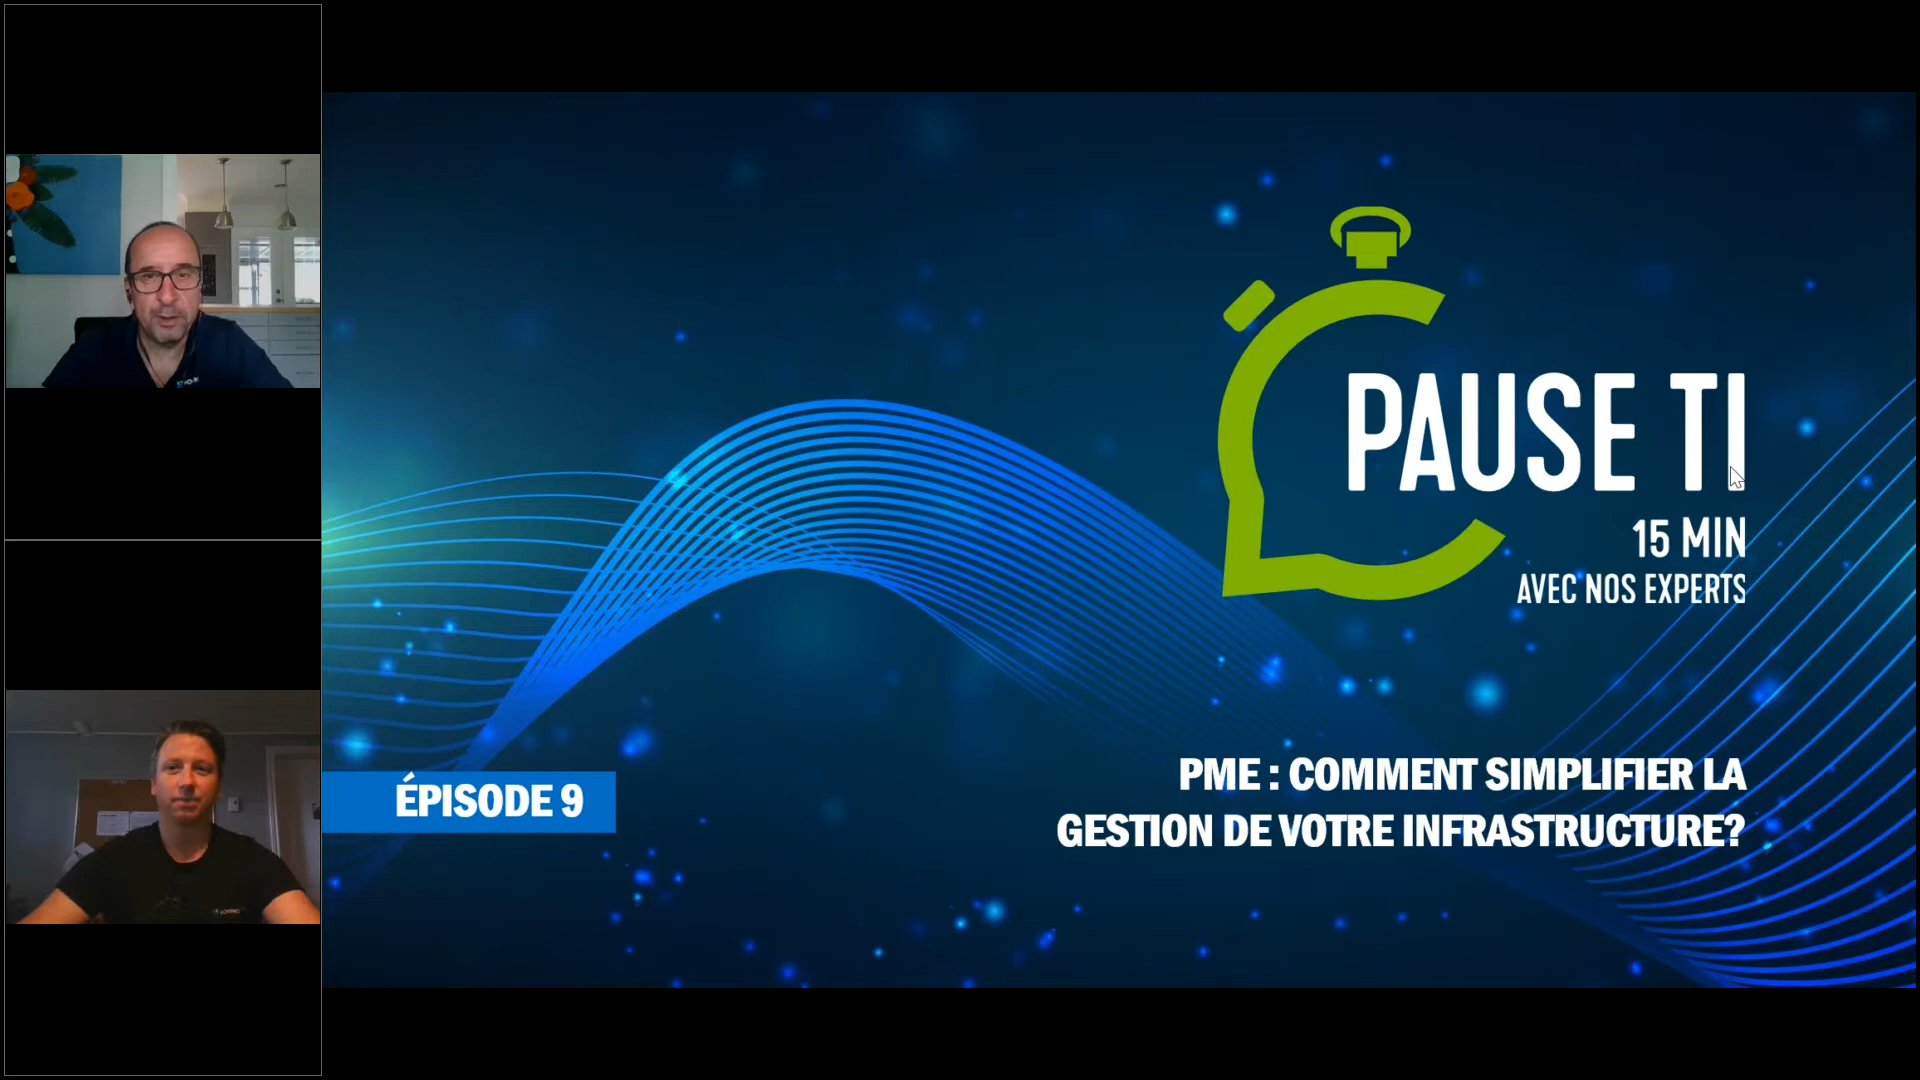 PAUSE TI
15 MIN
AVEC NOS EXPERTS
ÉPISODE 9
PME : COMMENT SIMPLIFIER LA
GESTION DE VOTRE INFRASTRUCTURE?